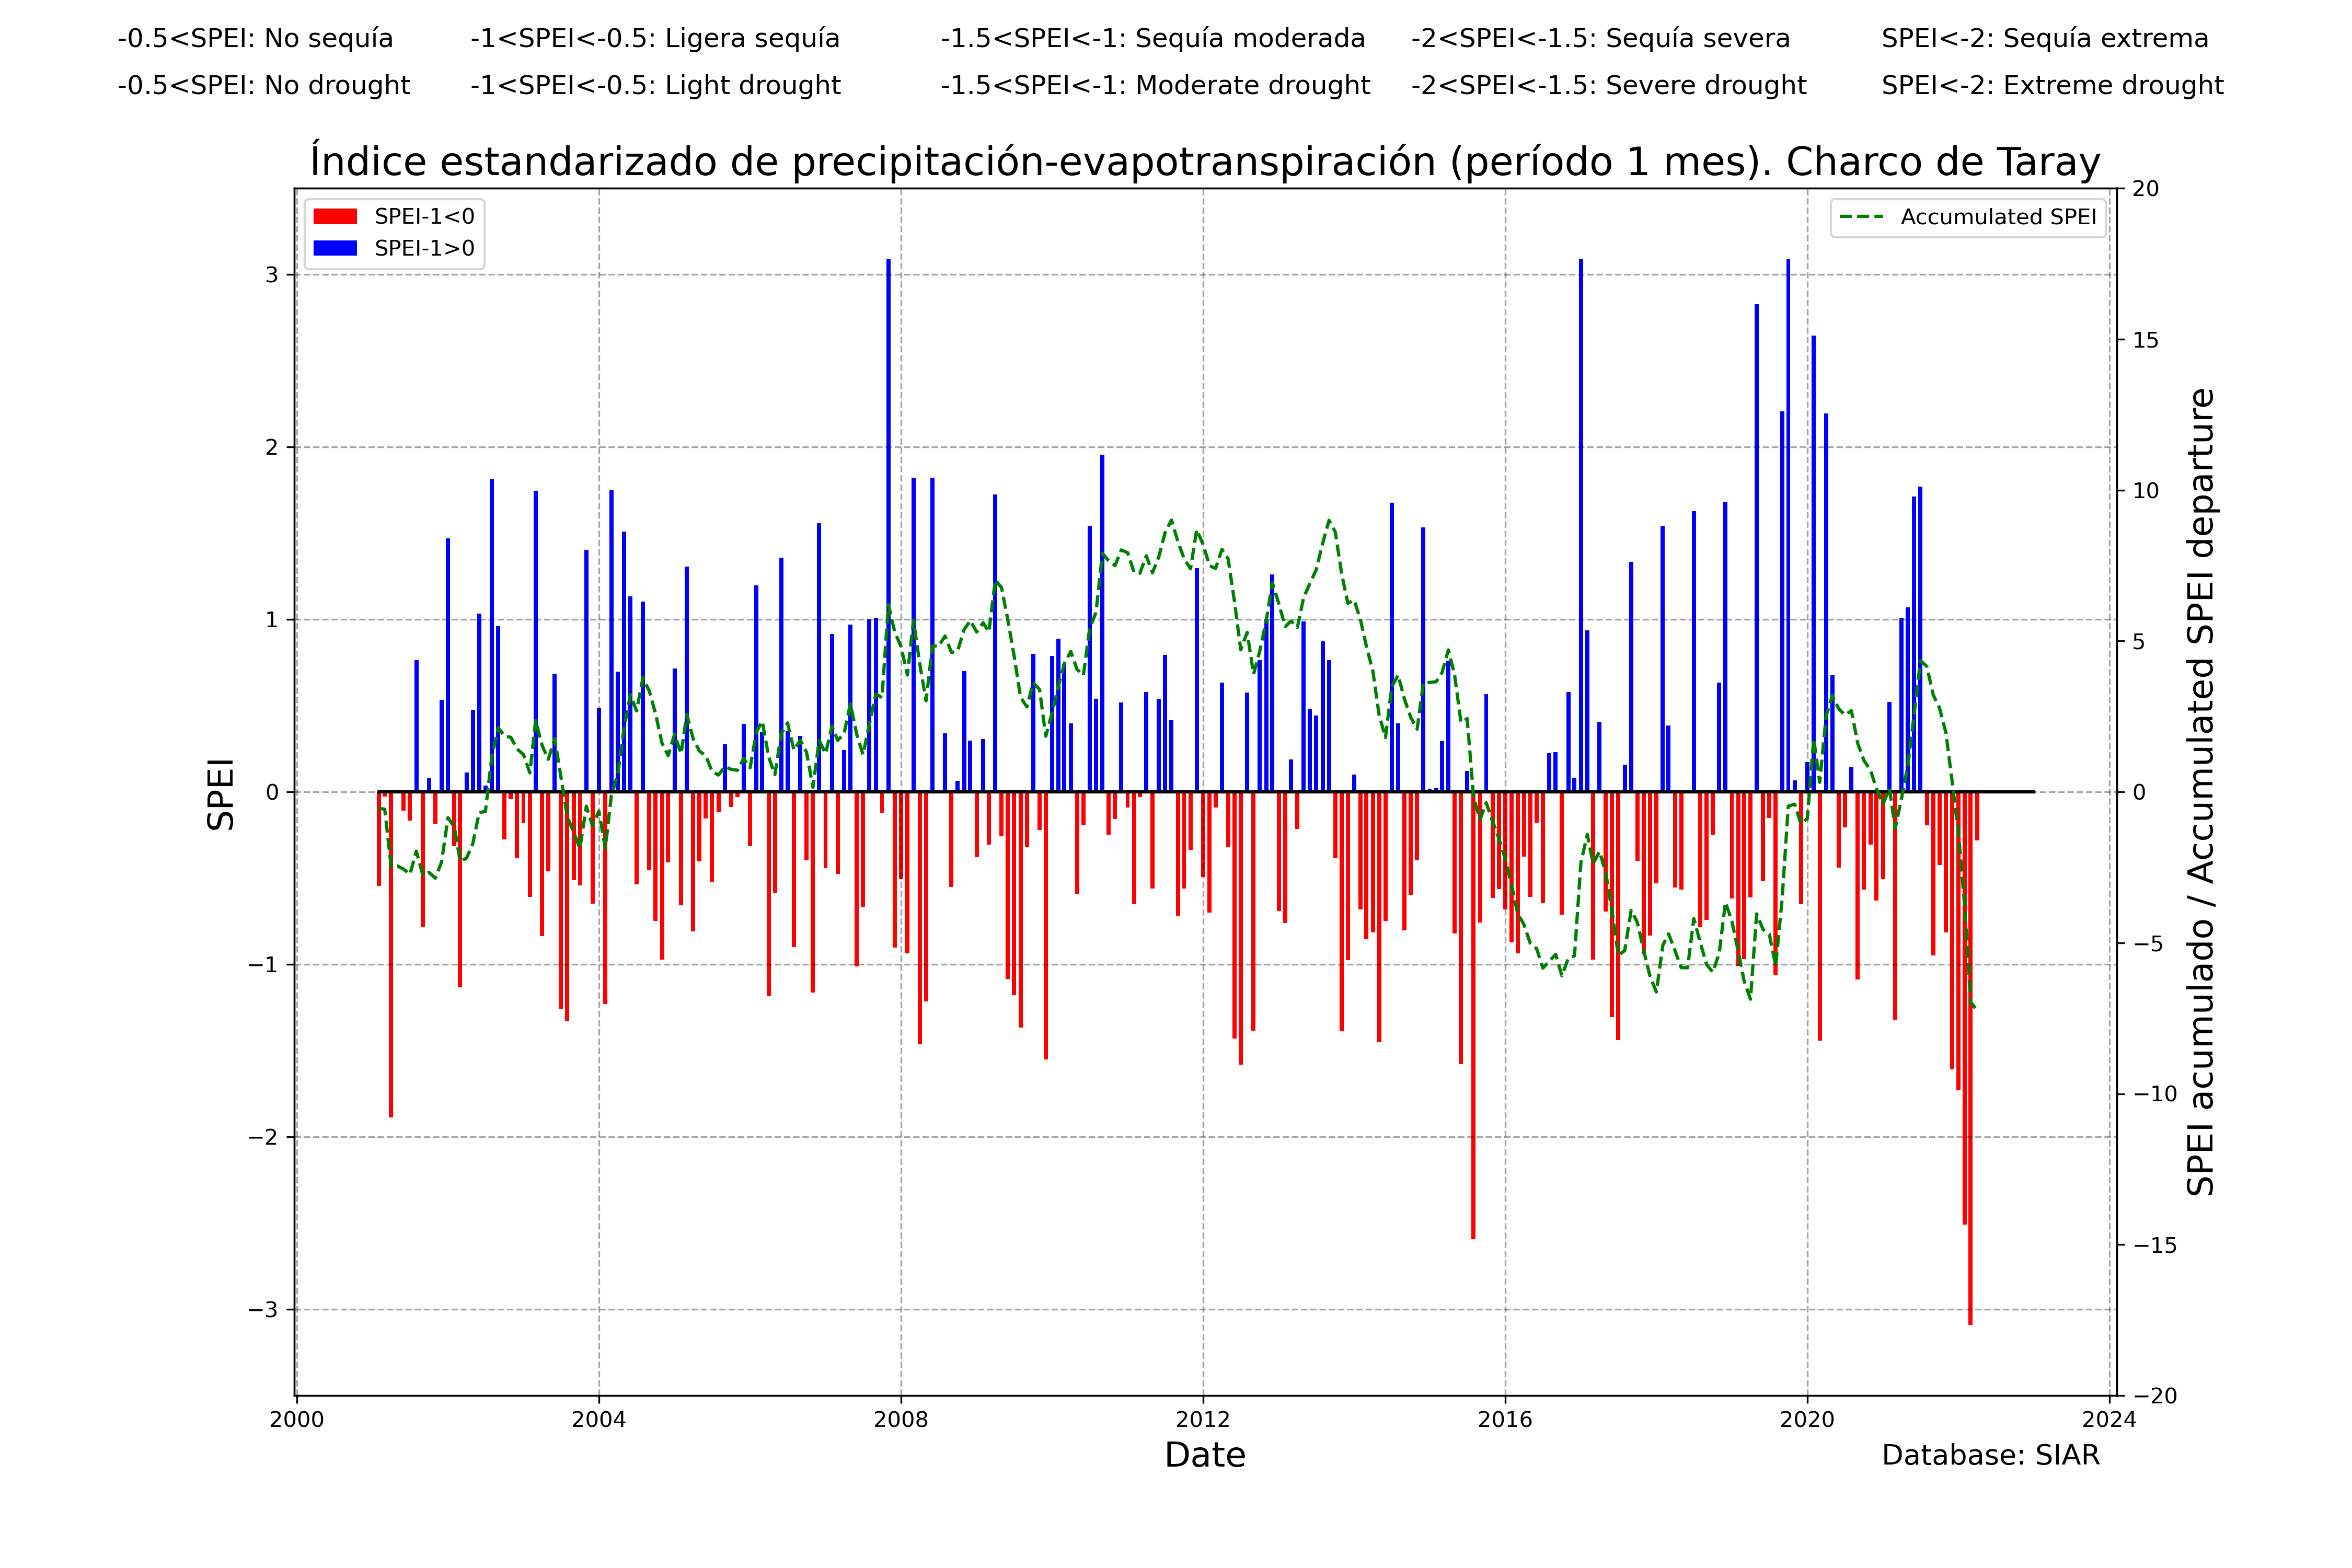 -0.5<SPEI: No sequía -1<SPEI<-0.5: Ligera sequía -1.5<SPEI<-1: Sequía moderada -2<SPEI<-1.5: Sequía severa SPEI<-2: Sequía extrema
-0.5<SPEI: No drought -1<SPEI<-0.5: Light drought -1.5<SPEI<-1: Moderate drought -2<SPEI<-1.5: Severe drought SPEI<-2: Extreme drought
Índice estandarizado de precipitación-evapotranspiración (período 1 mes). Charco de Taray
SPEI-1<0
SPEI-1>0
Accumulated SPEI
SPEI
3
2
1
0
−1
−2
−3
20
15
10
5
0
−5
−10
−15
−20
SPEI acumulado / Accumulated SPEI departure
2000 2004 2008 2012 2016 2020 2024
Date
Database: SIAR